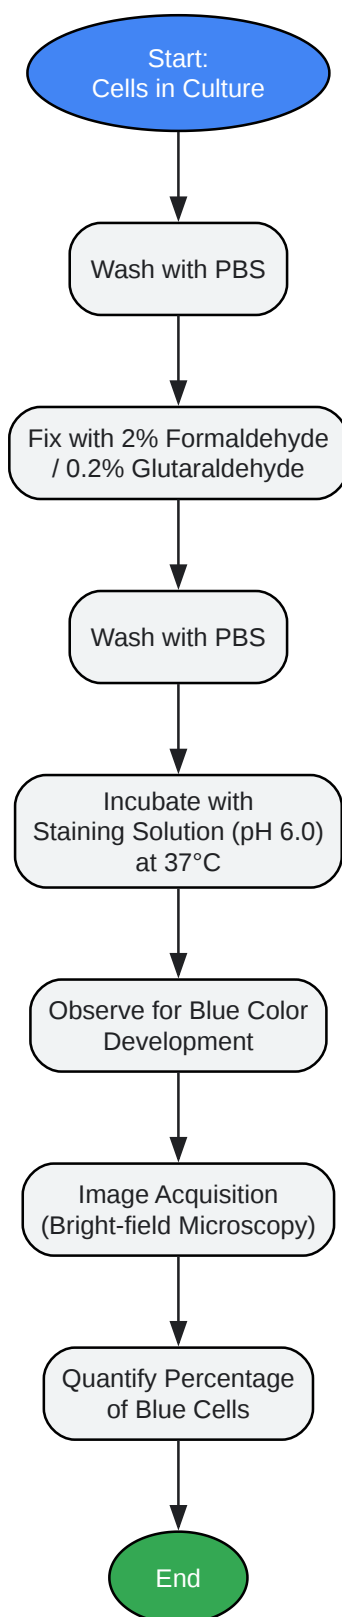 Start:
Cells in Culture
Wash with PBS
Fix with 2% Formaldehyde
/ 0.2% Glutaraldehyde
Wash with PBS
Incubate with
Staining Solution (pH 6.0)
at 37°C
Observe for Blue Color
Development
Image Acquisition
(Bright-field Microscopy)
Quantify Percentage
of Blue Cells
End